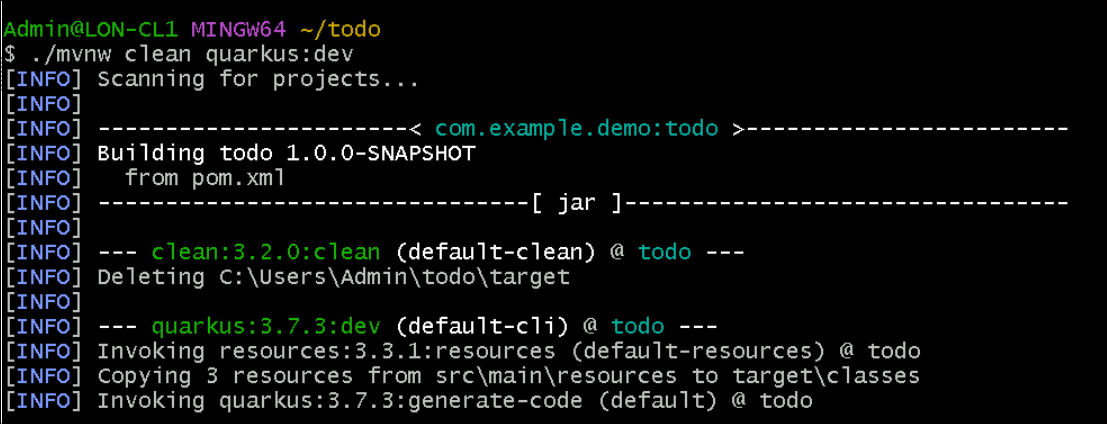 Admin@LON-CL1 MINGW64 ~/todo
$ ./mvnw clean quarkus:dev
[INFO] Scanning for projects...
[INFO]
[INFO] -----------------------< com.example.demo:todo >------------------------
[INFO] Building todo 1.0.0-SNAPSHOT
[INFO]   from pom.xml
[INFO] --------------------------------[ jar ]---------------------------------
[INFO]
[INFO] --- clean:3.2.0:clean (default-clean) @ todo ---
[INFO] Deleting C:\Users\Admin\todo\target
[INFO]
[INFO] --- quarkus:3.7.3:dev (default-cli) @ todo ---
[INFO] Invoking resources:3.3.1:resources (default-resources) @ todo
[INFO] Copying 3 resources from src\main\resources to target\classes
[INFO] Invoking quarkus:3.7.3:generate-code (default) @ todo